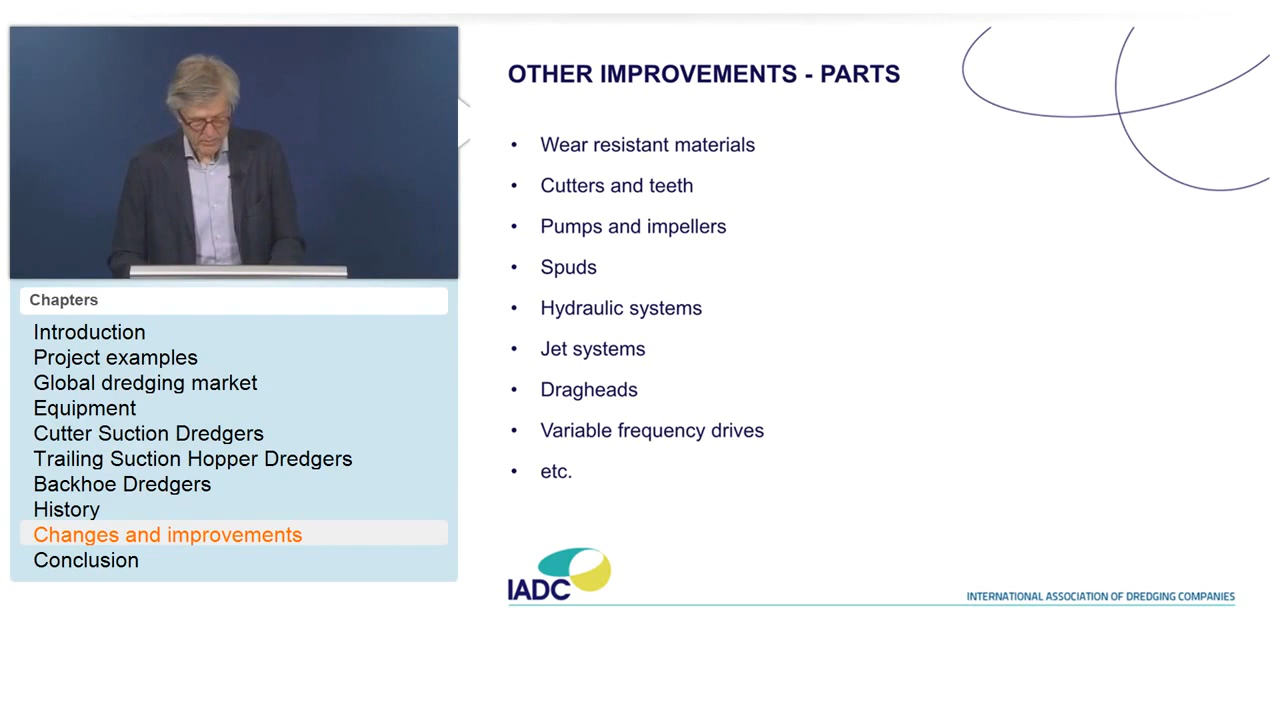 OTHER IMPROVEMENTS - PARTS
• Wear resistant materials
• Cutters and teeth
• Pumps and impellers
• Spuds
• Hydraulic systems
• Jet systems
• Dragheads
• Variable frequency drives
• etc.
Chapters
Introduction
Project examples
Global dredging market
Equipment
Cutter Suction Dredgers
Trailing Suction Hopper Dredgers
Backhoe Dredgers
History
Changes and improvements
Conclusion
IADC
INTERNATIONAL ASSOCIATION OF DREDGING COMPANIES